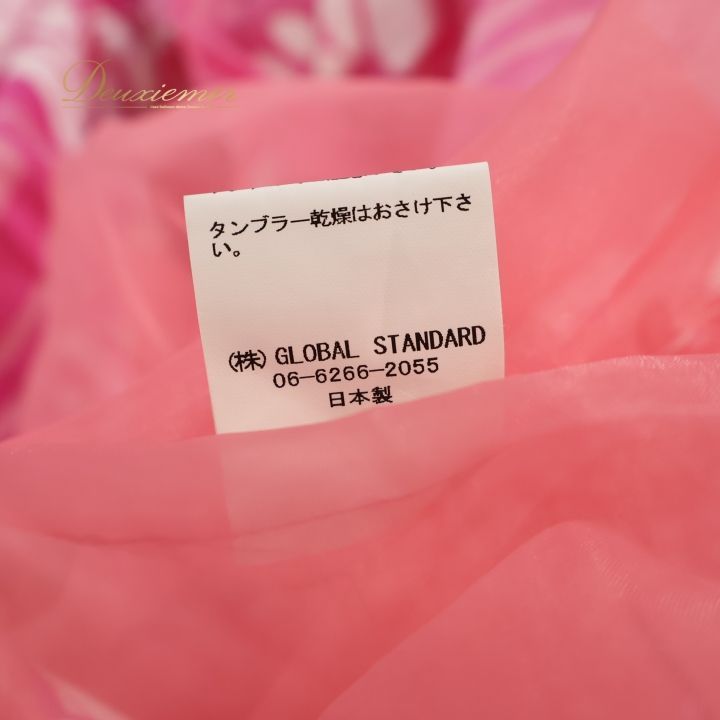 Deuxiemer
タンブラー乾燥はおさけ下さ
い。
(株) GLOBAL STANDARD
06-6266-2055
日本製